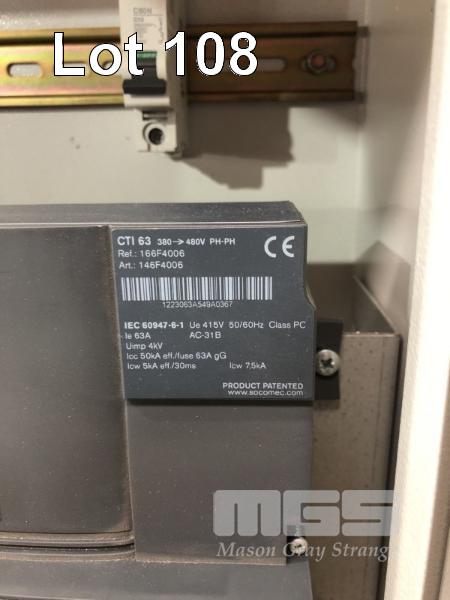 Lot 108
C60N
CTI 63 380→480V PH-PH
Ref.: 166F4006
Art.: 146F4006
CE
1223063A549A0367
IEC 60947-6-1 Ue 415V 50/60Hz Class PC
Ie 63A AC-31B
Uimp 4kV
Icc 50kA eff./fuse 63A gG
Icw 5kA eff./30ms Icm 7.5kA
PRODUCT PATENTED
www.socomec.com
MGS
Mason Gray Strang